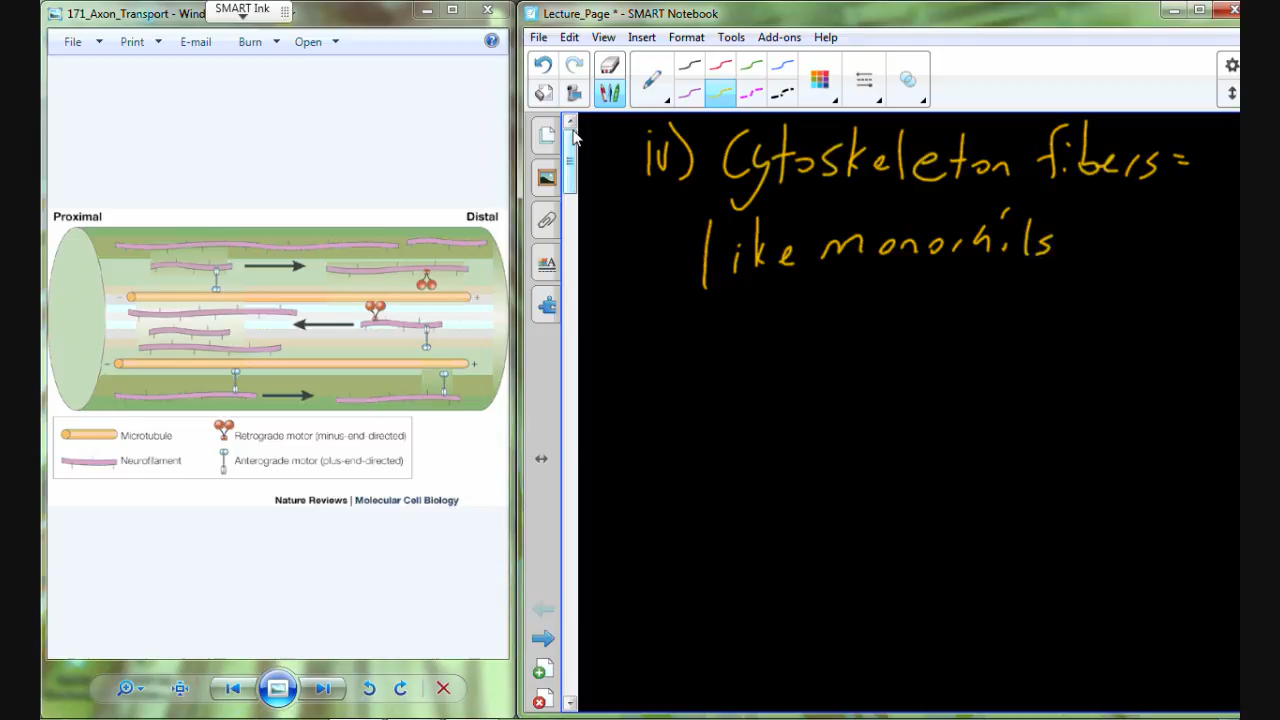 171_Axon_Transport - Wind
SMART Ink
File Print E-mail Burn Open
Proximal Distal
- +
- +
Microtubule Retrograde motor (minus-end-directed)
Neurofilament Anterograde motor (plus-end-directed)
Nature Reviews | Molecular Cell Biology
Lecture_Page * - SMART Notebook
File Edit View Insert Format Tools Add-ons Help
iv) Cytoskeleton fibers=
like monorails